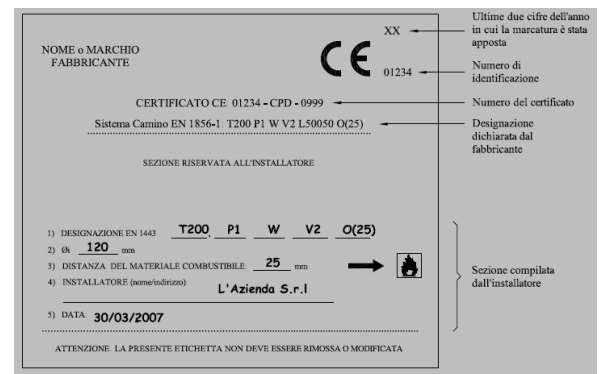 XX
Ultime due cifre dell'anno
in cui la marcatura è stata
apposta
NOME o MARCHIO
FABBRICANTE
CE
01234
Numero di
identificazione
CERTIFICATO CE: 01234 - CPD - 0999
Numero del certificato
Sistema Camino EN 1856-1 T200 P1 W V2 L50050 O(25)
Designazione
dichiarata dal
fabbricante
SEZIONE RISERVATA ALL'INSTALLATORE
1) DESIGNAZIONE EN 1443 T200, P1 W V2 O(25)
2) Øi 120 mm
3) DISTANZA DEL MATERIALE COMBUSTIBILE: 25 mm
4) INSTALLATORE (nome/indirizzo):
L'Azienda S.r.l
5) DATA: 30/03/2007
Sezione compilata
dall'installatore
ATTENZIONE: LA PRESENTE ETICHETTA NON DEVE ESSERE RIMOSSA O MODIFICATA